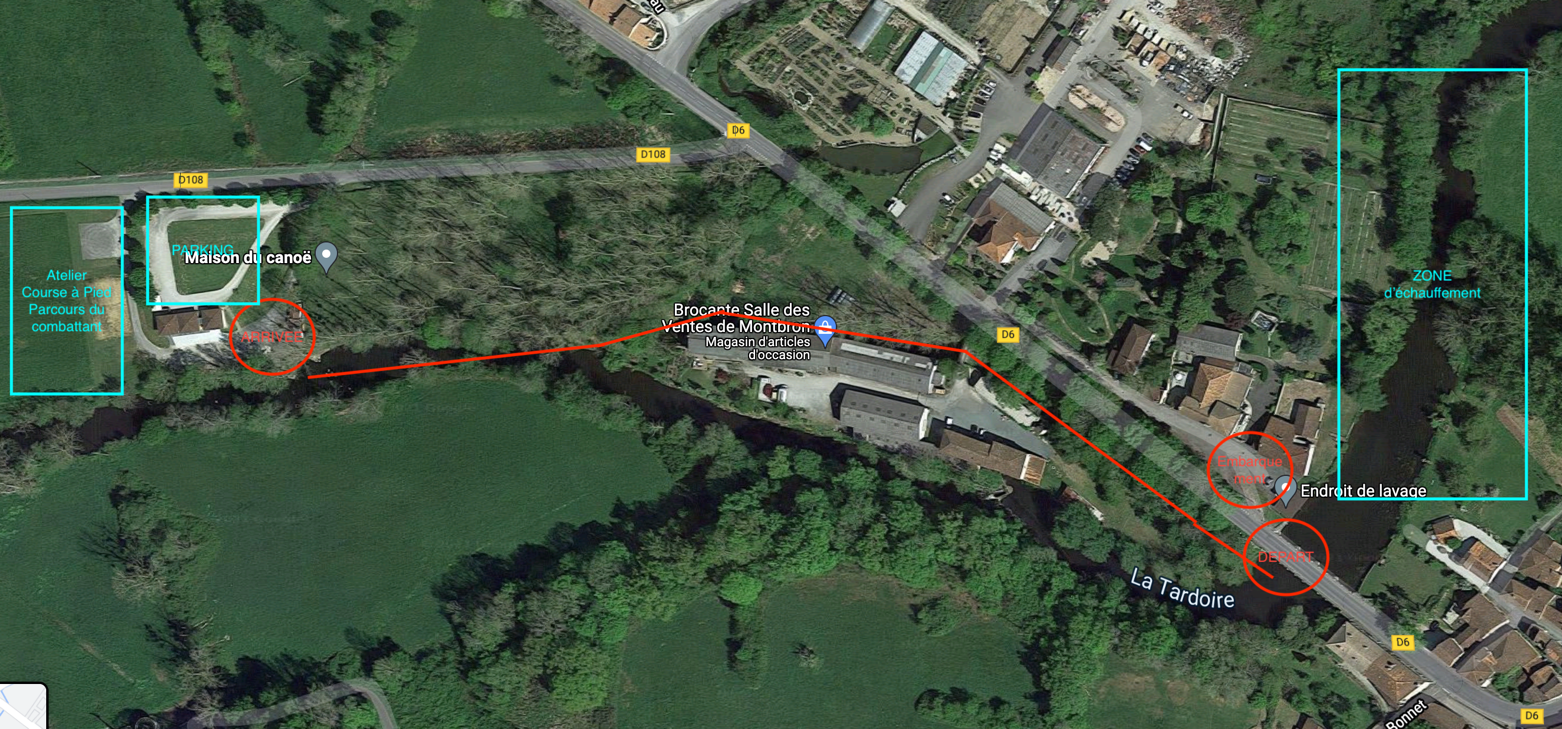 D6
D108
D108
PARKING
Maison du canoë
Atelier
Course à Pied
Parcours du
combattant
ARRIVEE
Brocante Salle des
Ventes de Montbron
Magasin d'articles
d'occasion
D6
ZONE
d'échauffement
Embarque
ment
Endroit de lavage
DEPART
La Tardoire
D6
D6
Bonnet